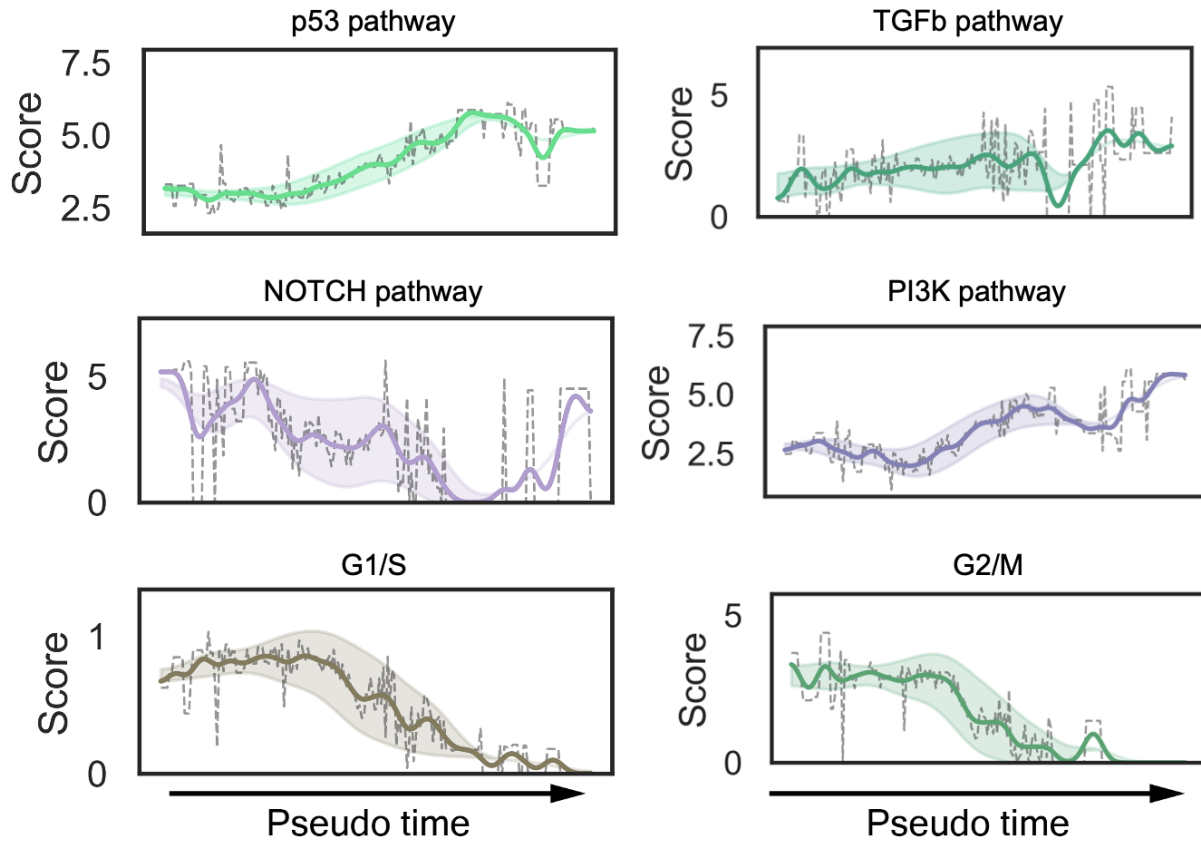 p53 pathway
TGFb pathway
7.5
5.0
2.5
Score
5
0
Score
NOTCH pathway
PI3K pathway
5
0
Score
7.5
5.0
2.5
Score
G1/S
G2/M
1
0
Score
5
0
Score
Pseudo time
Pseudo time